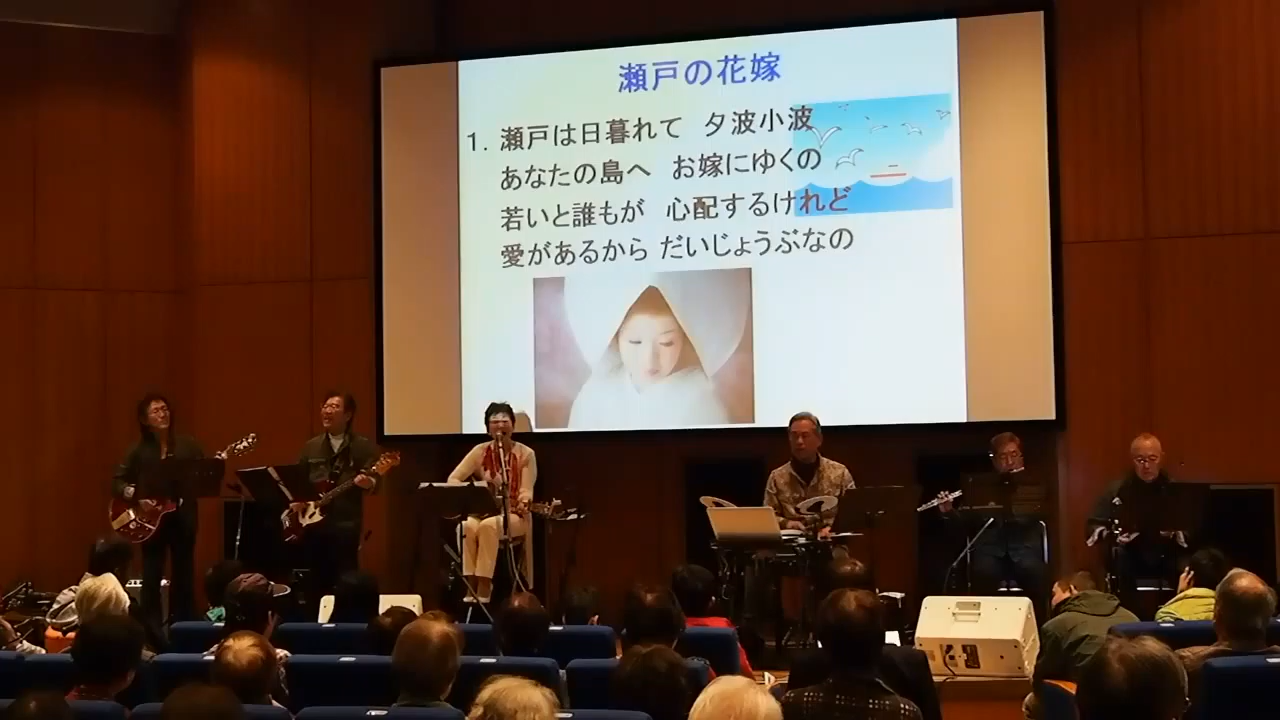 瀬戸の花嫁
1. 瀬戸は日暮れて 夕波小波
あなたの島へ お嫁にゆくの
若いと誰もが 心配するけれど
愛があるから だいじょうぶなの